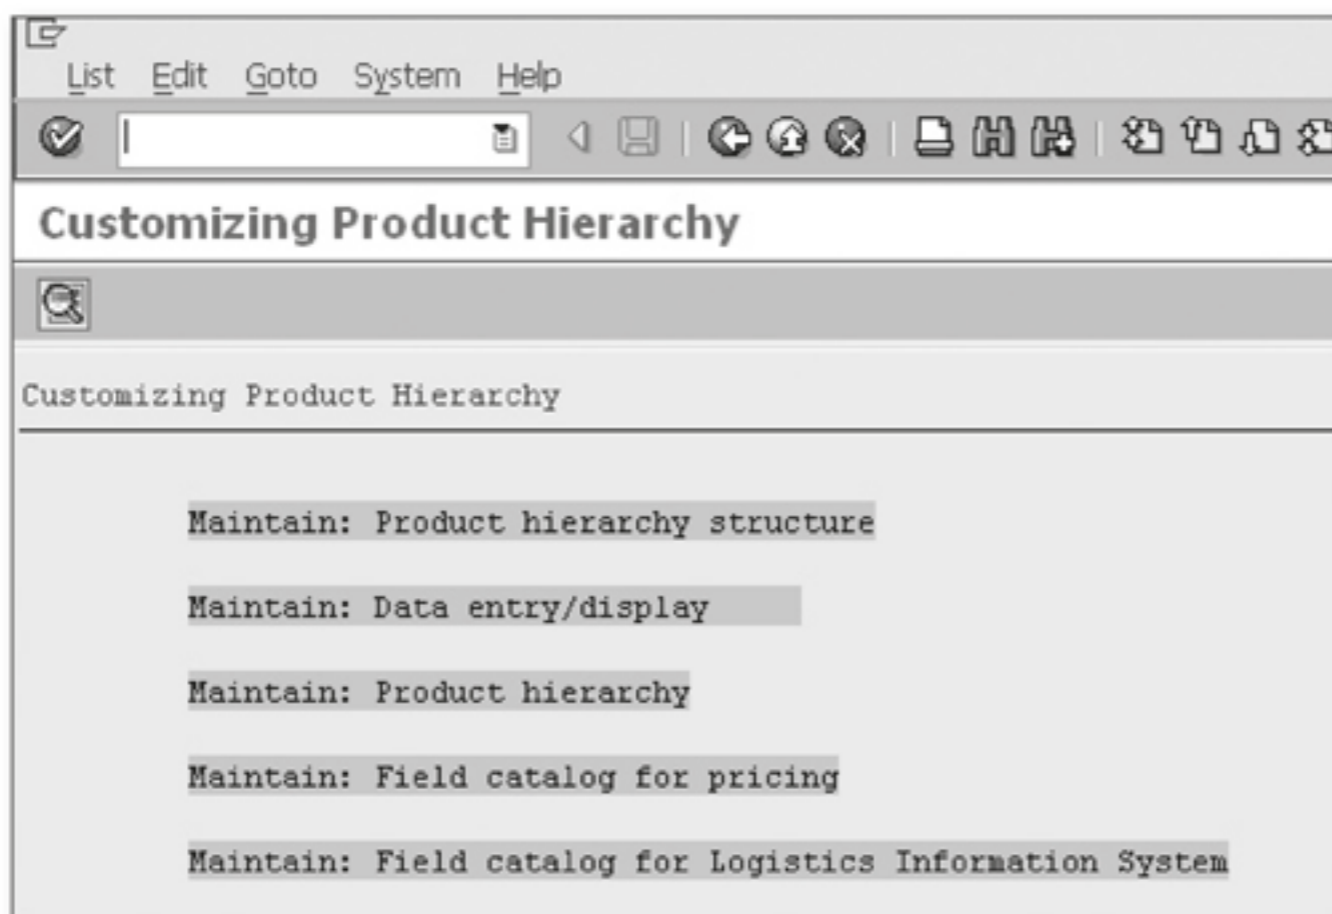 List Edit Goto System Help
Customizing Product Hierarchy
Customizing Product Hierarchy
Maintain: Product hierarchy structure
Maintain: Data entry/display
Maintain: Product hierarchy
Maintain: Field catalog for pricing
Maintain: Field catalog for Logistics Information System